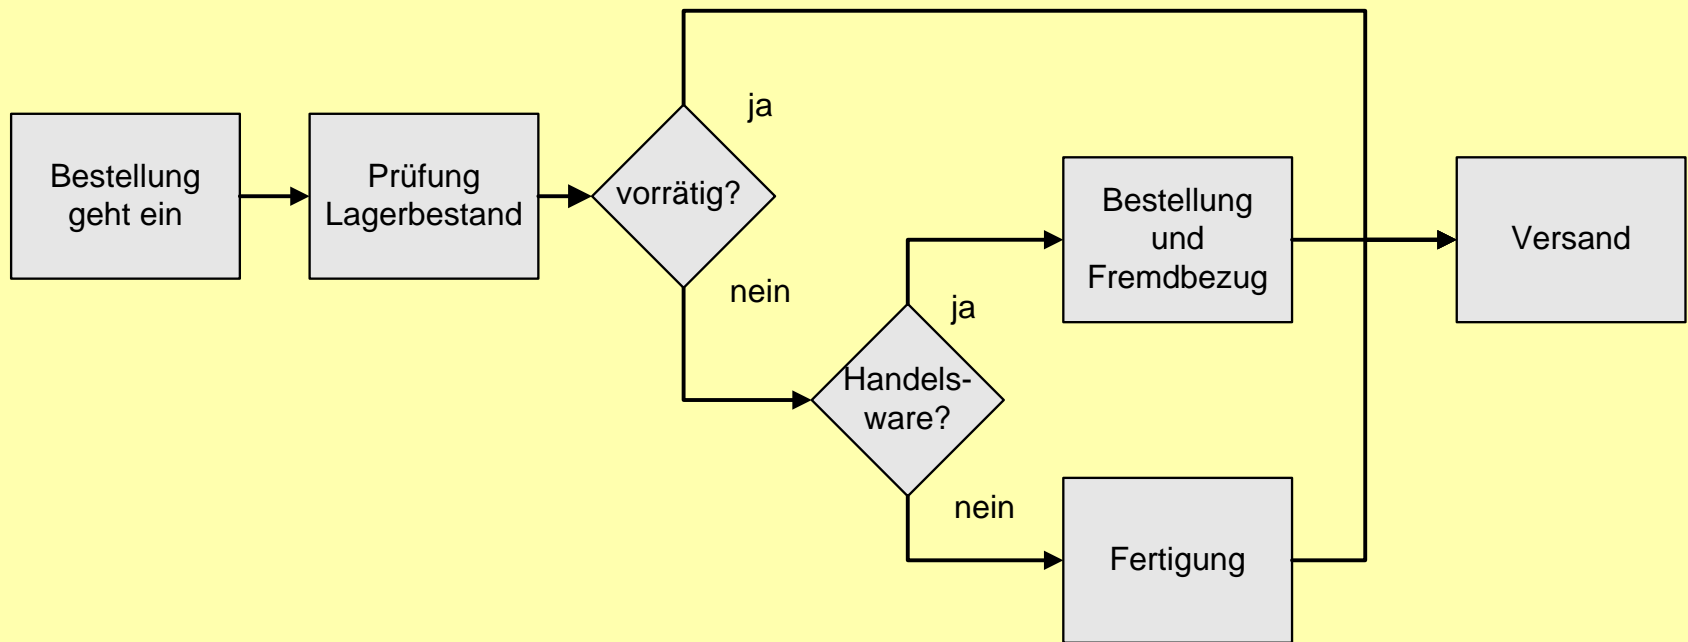 Bestellung
geht ein
Prüfung
Lagerbestand
vorrätig?
ja
nein
Handels-
ware?
ja
nein
Bestellung
und
Fremdbezug
Fertigung
Versand